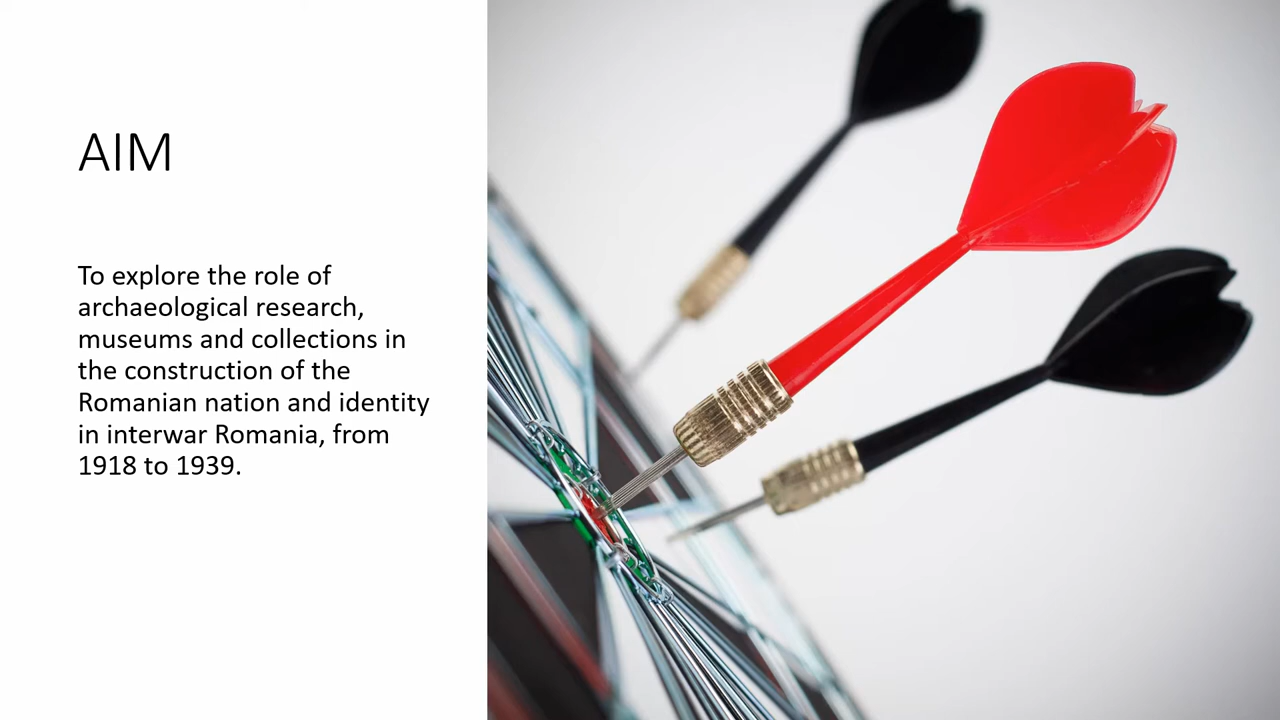 AIM
To explore the role of
archaeological research,
museums and collections in
the construction of the
Romanian nation and identity
in interwar Romania, from
1918 to 1939.